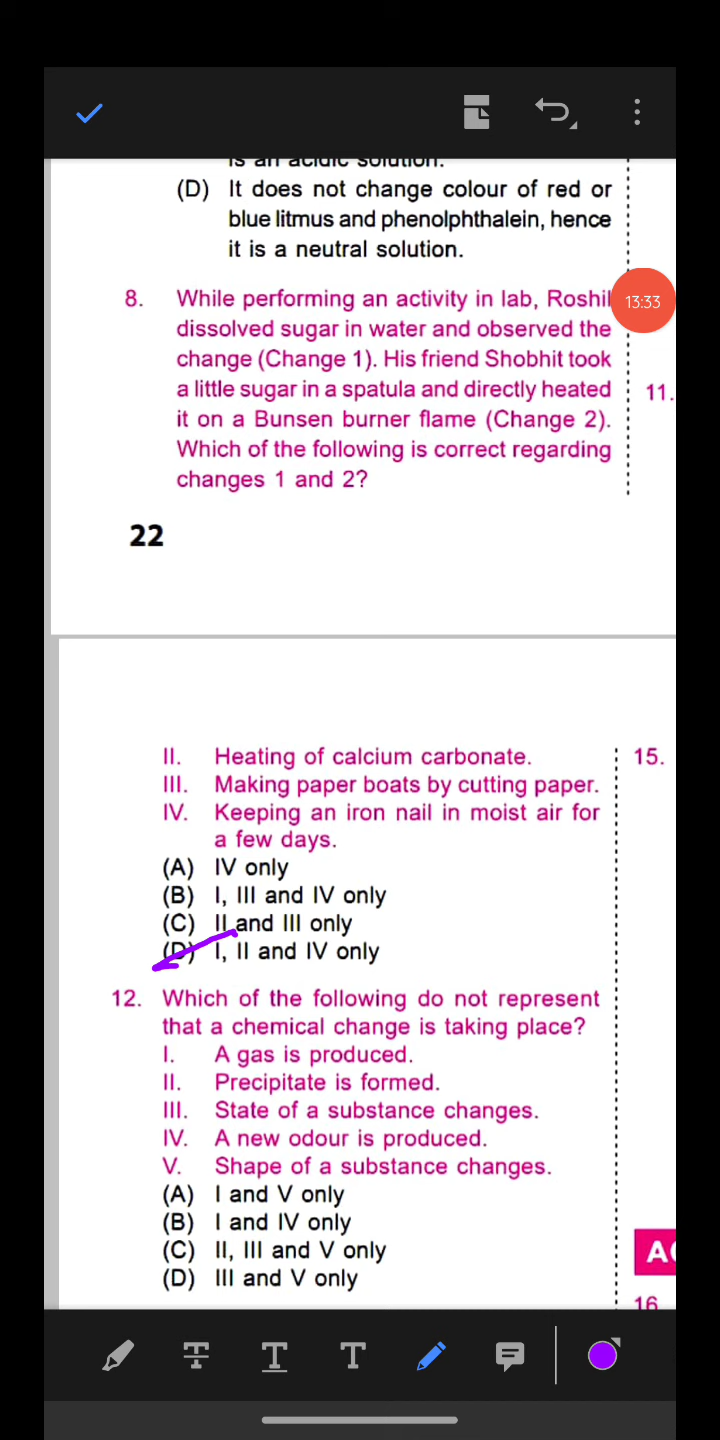 is an acidic solution.
(D) It does not change colour of red or
blue litmus and phenolphthalein, hence
it is a neutral solution.
8. While performing an activity in lab, Roshil
dissolved sugar in water and observed the
change (Change 1). His friend Shobhit took
a little sugar in a spatula and directly heated
it on a Bunsen burner flame (Change 2).
Which of the following is correct regarding
changes 1 and 2?
13:33
11.
22
II. Heating of calcium carbonate.
III. Making paper boats by cutting paper.
IV. Keeping an iron nail in moist air for
a few days.
(A) IV only
(B) I, III and IV only
(C) II and III only
(D) I, II and IV only
12. Which of the following do not represent
that a chemical change is taking place?
I. A gas is produced.
II. Precipitate is formed.
III. State of a substance changes.
IV. A new odour is produced.
V. Shape of a substance changes.
(A) I and V only
(B) I and IV only
(C) II, III and V only
(D) III and V only
15.
A
16
T T T